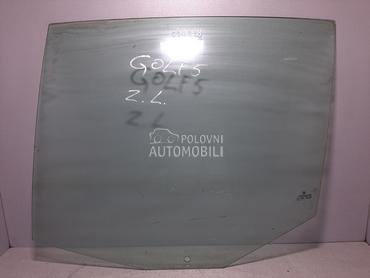 GOLF 5
GOLF 5
Z.L.
Z L
POLOVNI
AUTOMOBILI